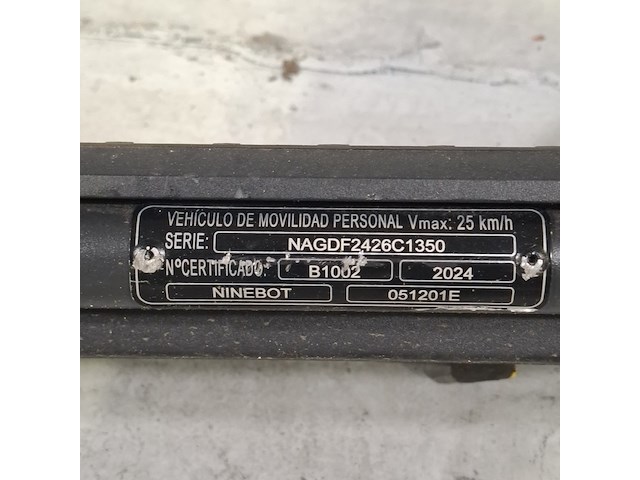 VEHÍCULO DE MOVILIDAD PERSONAL Vmax: 25 km/h
SERIE: NAGDF2426C1350
NºCERTIFICADO: B1002 2024
NINEBOT 051201E